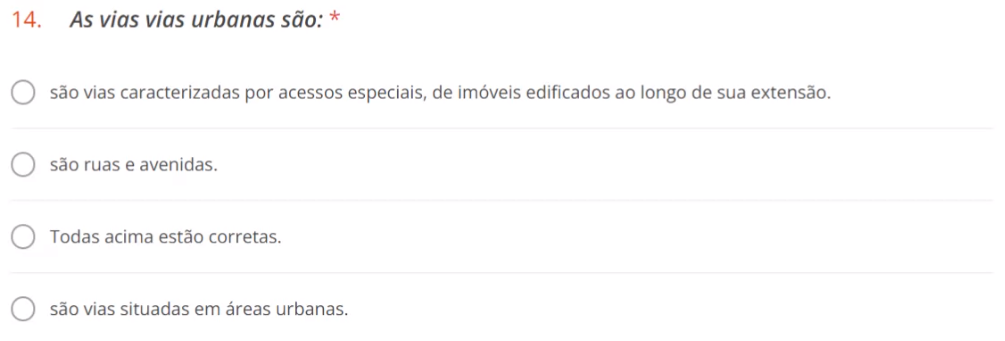 14. As vias vias urbanas são: *
são vias caracterizadas por acessos especiais, de imóveis edificados ao longo de sua extensão.
são ruas e avenidas.
Todas acima estão corretas.
são vias situadas em áreas urbanas.